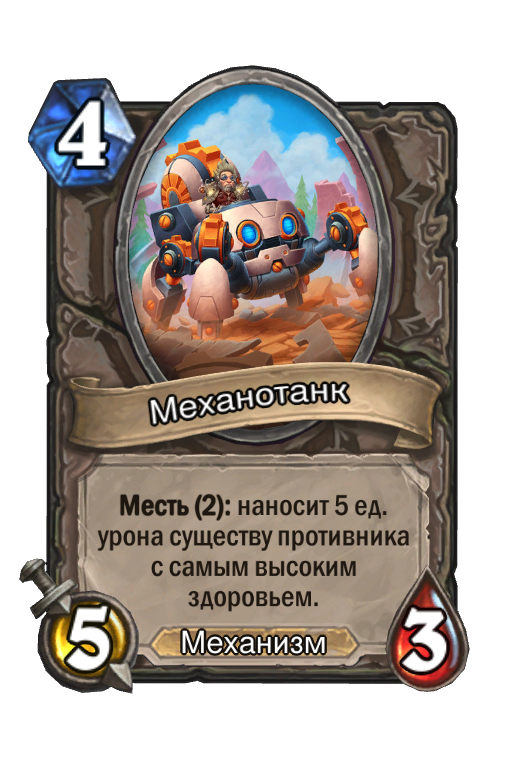 4
Механотанк
Месть (2): наносит 5 ед.
урона существу противника
с самым высоким
здоровьем.
5
Механизм
3